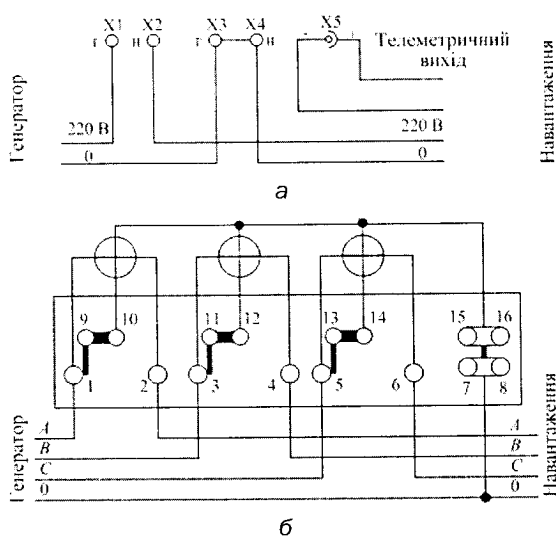 X1 X2 X3 X4 X5
г н г н - +
Телеметричний
вихід
Генератор
Навантаження
220 В 220 В
0 0
а
9 10 11 12 13 14 15 16
1 2 3 4 5 6 7 8
Генератор
Навантаження
A A
B B
C C
0 0
б